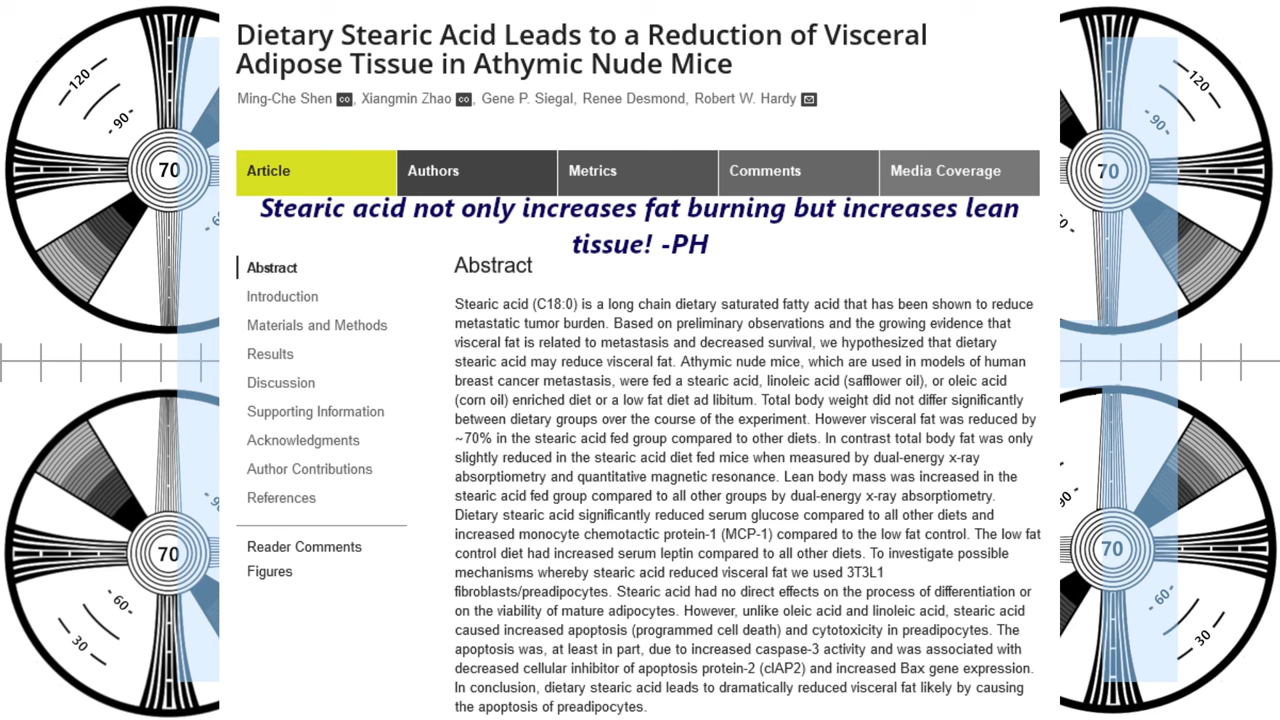 Dietary Stearic Acid Leads to a Reduction of Visceral
Adipose Tissue in Athymic Nude Mice
Ming-Che Shen co, Xiangmin Zhao co, Gene P. Siegal, Renee Desmond, Robert W. Hardy
Article
Authors
Metrics
Comments
Media Coverage
Stearic acid not only increases fat burning but increases lean
tissue! -PH
Abstract
Introduction
Materials and Methods
Results
Discussion
Supporting Information
Acknowledgments
Author Contributions
References
Reader Comments
Figures
Abstract
Stearic acid (C18:0) is a long chain dietary saturated fatty acid that has been shown to reduce
metastatic tumor burden. Based on preliminary observations and the growing evidence that
visceral fat is related to metastasis and decreased survival, we hypothesized that dietary
stearic acid may reduce visceral fat. Athymic nude mice, which are used in models of human
breast cancer metastasis, were fed a stearic acid, linoleic acid (safflower oil), or oleic acid
(corn oil) enriched diet or a low fat diet ad libitum. Total body weight did not differ significantly
between dietary groups over the course of the experiment. However visceral fat was reduced by
~70% in the stearic acid fed group compared to other diets. In contrast total body fat was only
slightly reduced in the stearic acid diet fed mice when measured by dual-energy x-ray
absorptiometry and quantitative magnetic resonance. Lean body mass was increased in the
stearic acid fed group compared to all other groups by dual-energy x-ray absorptiometry.
Dietary stearic acid significantly reduced serum glucose compared to all other diets and
increased monocyte chemotactic protein-1 (MCP-1) compared to the low fat control. The low fat
control diet had increased serum leptin compared to all other diets. To investigate possible
mechanisms whereby stearic acid reduced visceral fat we used 3T3L1
fibroblasts/preadipocytes. Stearic acid had no direct effects on the process of differentiation or
on the viability of mature adipocytes. However, unlike oleic acid and linoleic acid, stearic acid
caused increased apoptosis (programmed cell death) and cytotoxicity in preadipocytes. The
apoptosis was, at least in part, due to increased caspase-3 activity and was associated with
decreased cellular inhibitor of apoptosis protein-2 (cIAP2) and increased Bax gene expression.
In conclusion, dietary stearic acid leads to dramatically reduced visceral fat likely by causing
the apoptosis of preadipocytes.
120
- 90 -
70
120
- 90 -
70
70
- 60 -
30
70
- 60 -
30